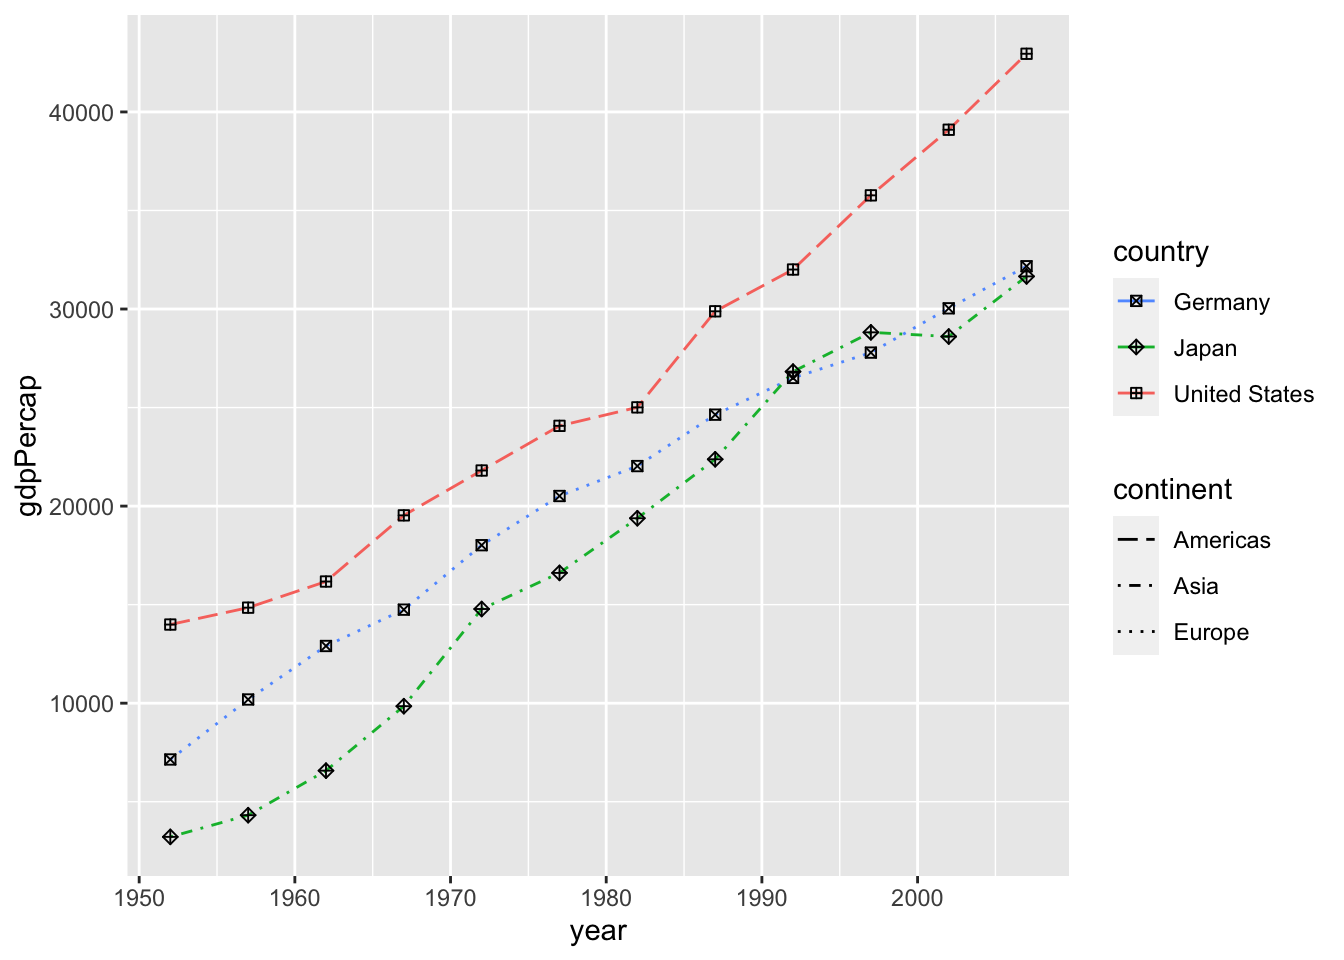 40000
30000
20000
10000
gdpPercap
1950 1960 1970 1980 1990 2000
year
country
Germany
Japan
United States
continent
Americas
Asia
Europe